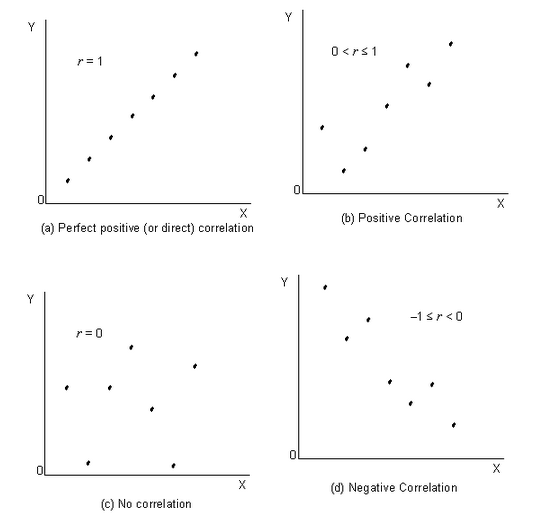 Y
r = 1
0
X
(a) Perfect positive (or direct) correlation
Y
0 < r ≤ 1
0
X
(b) Positive Correlation
Y
r = 0
0
X
(c) No correlation
Y
–1 ≤ r < 0
0
X
(d) Negative Correlation